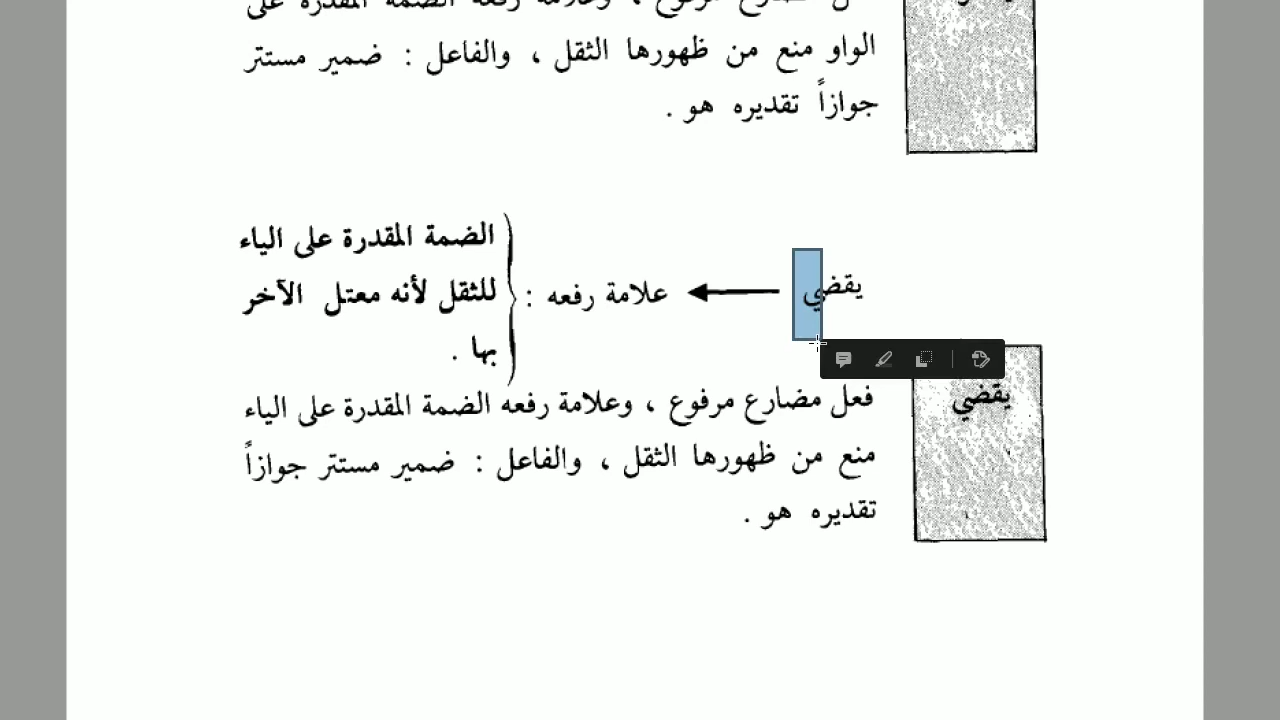 الواو منع من ظهورها الثقل ، والفاعل : ضمير مستتر
جوازاً تقديره هو .
يقضي
علامة رفعه :
الضمة المقدرة على الياء
للثقل لأنه معتل الآخر
بها .
يقضي
فعل مضارع مرفوع ، وعلامة رفعه الضمة المقدرة على الياء
منع من ظهورها الثقل ، والفاعل : ضمير مستتر جوازاً
تقديره هو .